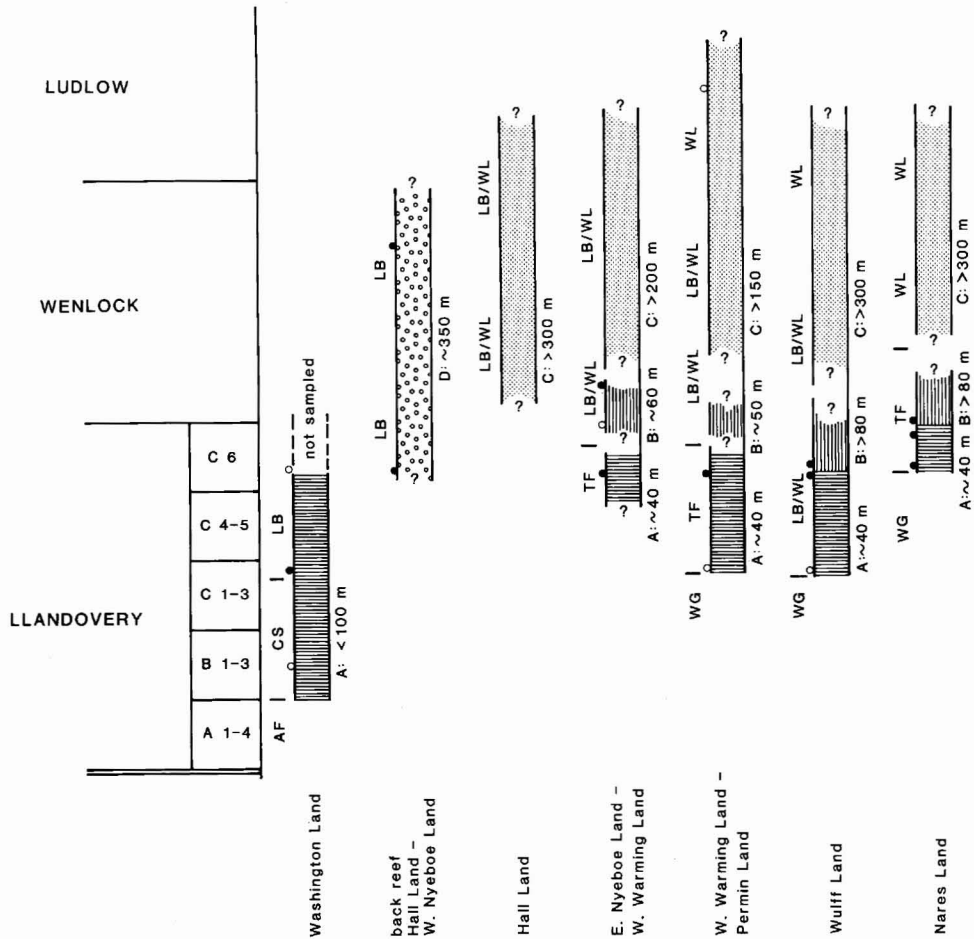 LUDLOW
WENLOCK
LLANDOVERY
C 6
C 4-5
C 1-3
B 1-3
A 1-4
AF
CS
LB
not sampled
A: <100 m
Washington Land
LB
LB
?
?
D: ~350 m
back reef
Hall Land –
W. Nyeboe Land
LB/WL
LB/WL
?
?
C: >300 m
Hall Land
TF
LB/WL
LB/WL
?
?
?
?
A: ~40 m
B: ~60 m
C: >200 m
E. Nyeboe Land –
W. Warming Land
WG
TF
LB/WL
LB/WL
WL
?
?
?
A: ~40 m
B: ~50 m
C: >150 m
W. Warming Land –
Permin Land
WG
LB/WL
LB/WL
WL
?
?
?
A: ~40 m
B: >80 m
C: >300 m
Wulff Land
WG
TF
WL
WL
?
?
?
A: ~40 m
B: >80 m
C: >300 m
Nares Land